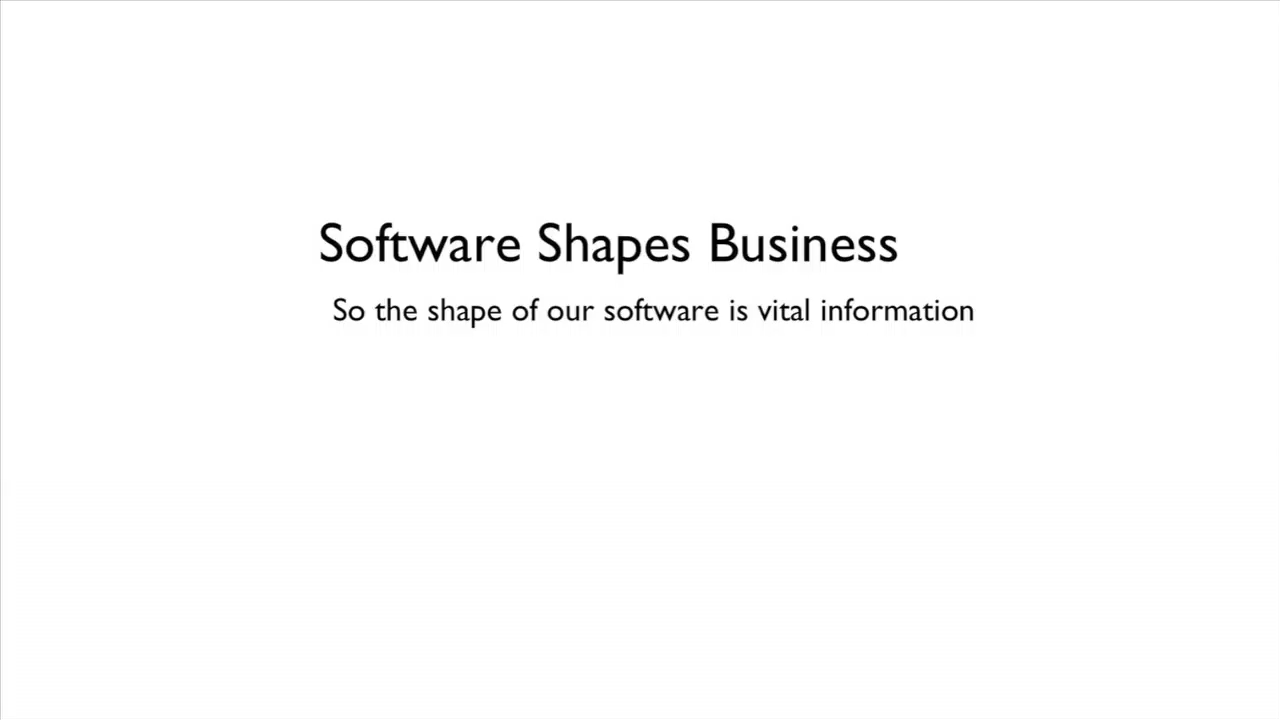 Software Shapes Business
So the shape of our software is vital information